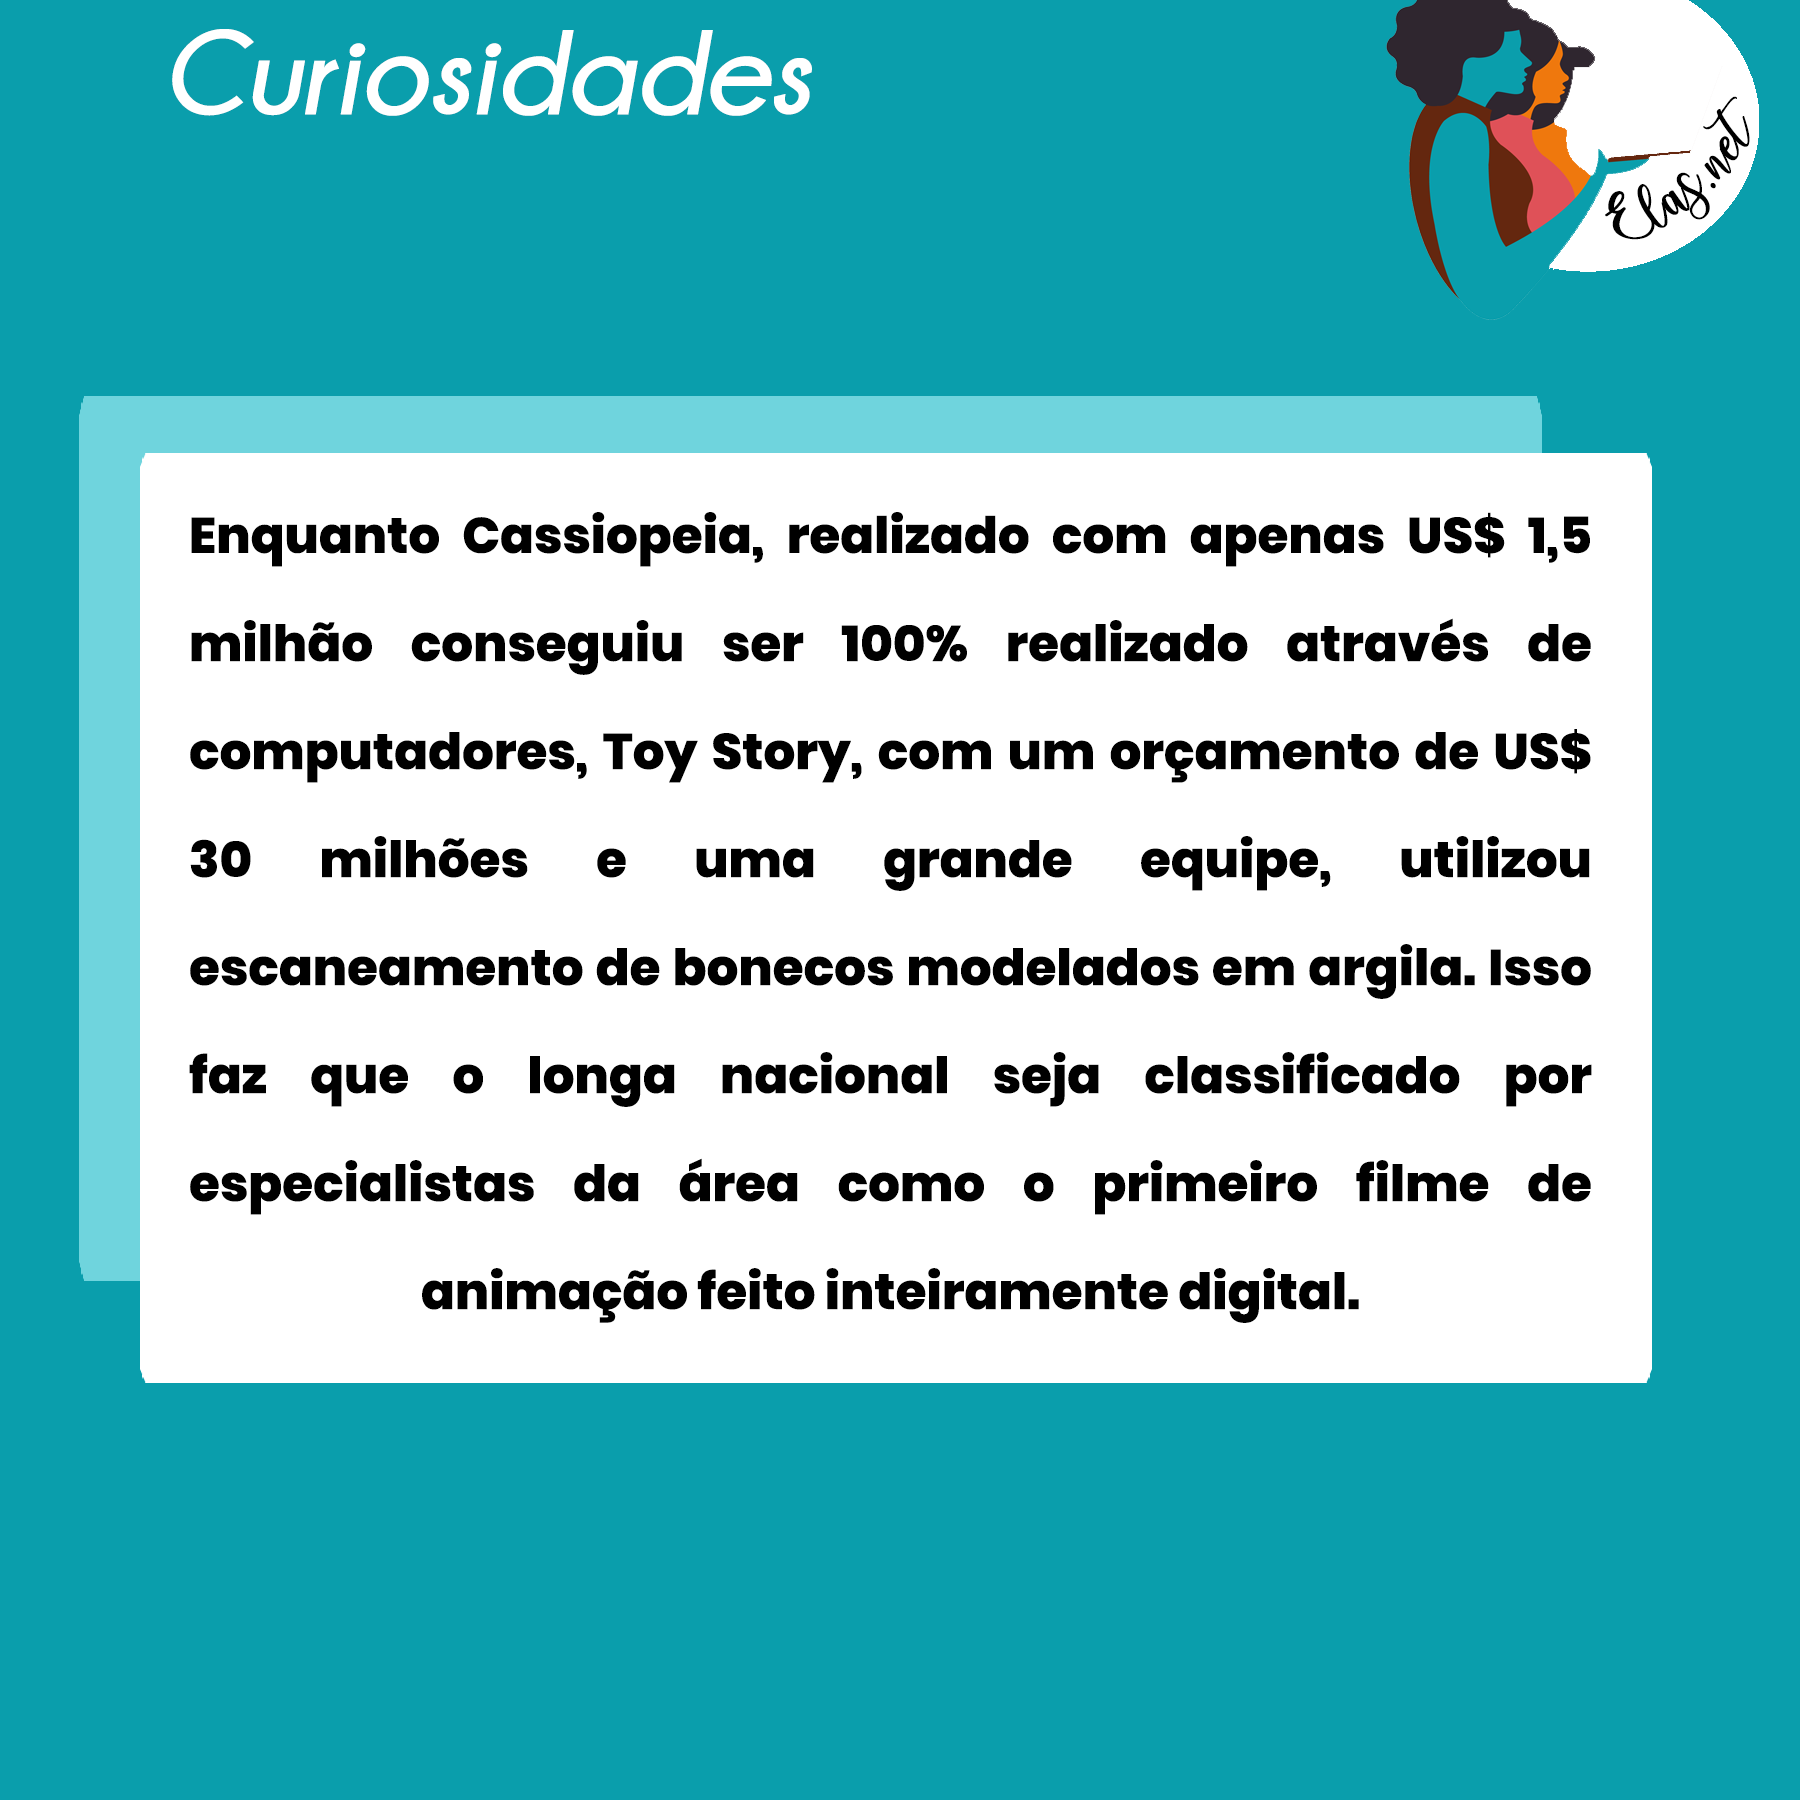 Curiosidades
Elas.net
Enquanto Cassiopeia, realizado com apenas US$ 1,5
milhão conseguiu ser 100% realizado através de
computadores, Toy Story, com um orçamento de US$
30 milhões e uma grande equipe, utilizou
escaneamento de bonecos modelados em argila. Isso
faz que o longa nacional seja classificado por
especialistas da área como o primeiro filme de
animação feito inteiramente digital.